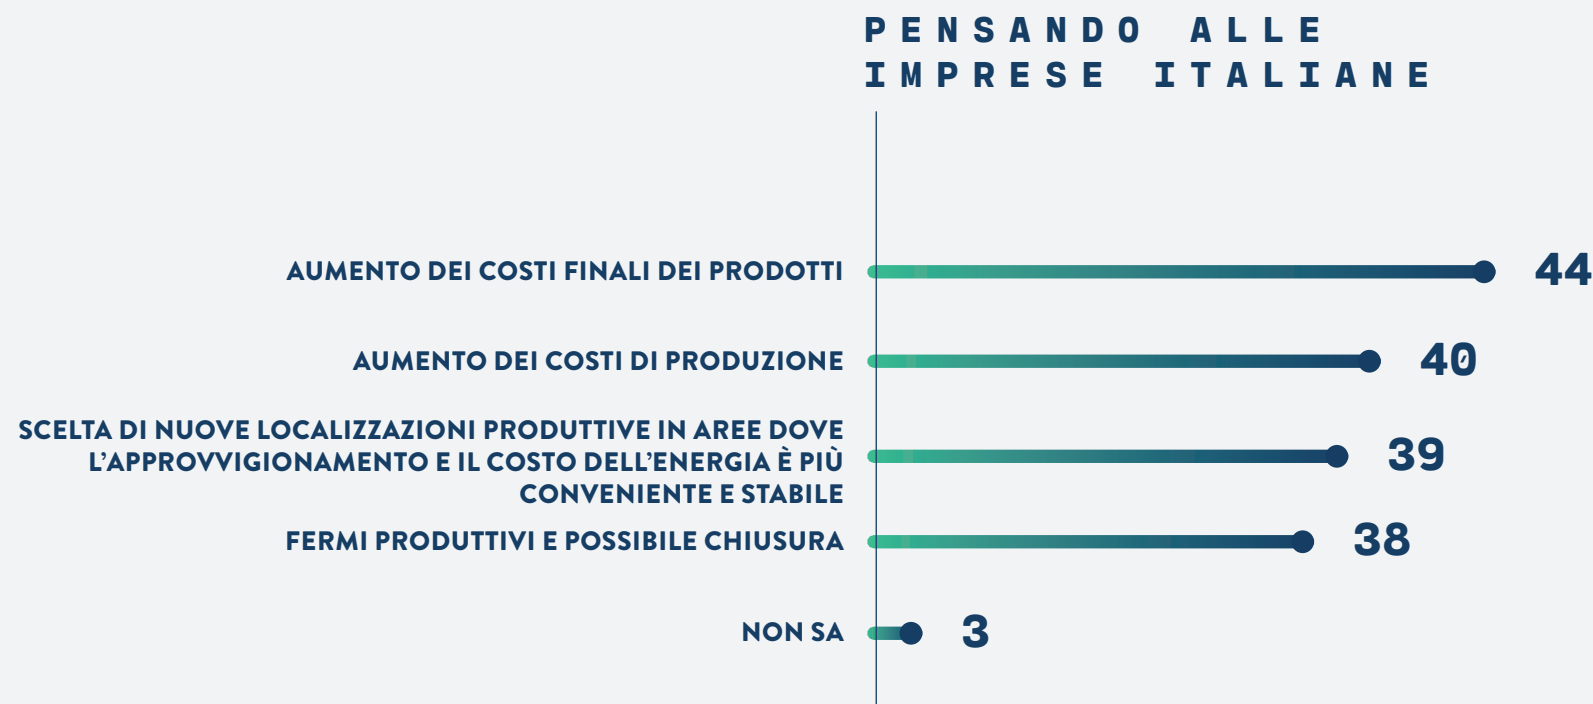 PENSANDO ALLE
IMPRESE ITALIANE
AUMENTO DEI COSTI FINALI DEI PRODOTTI 44
AUMENTO DEI COSTI DI PRODUZIONE 40
SCELTA DI NUOVE LOCALIZZAZIONI PRODUTTIVE IN AREE DOVE
L’APPROVVIGIONAMENTO E IL COSTO DELL’ENERGIA È PIÙ 39
CONVENIENTE E STABILE
FERMI PRODUTTIVI E POSSIBILE CHIUSURA 38
NON SA 3